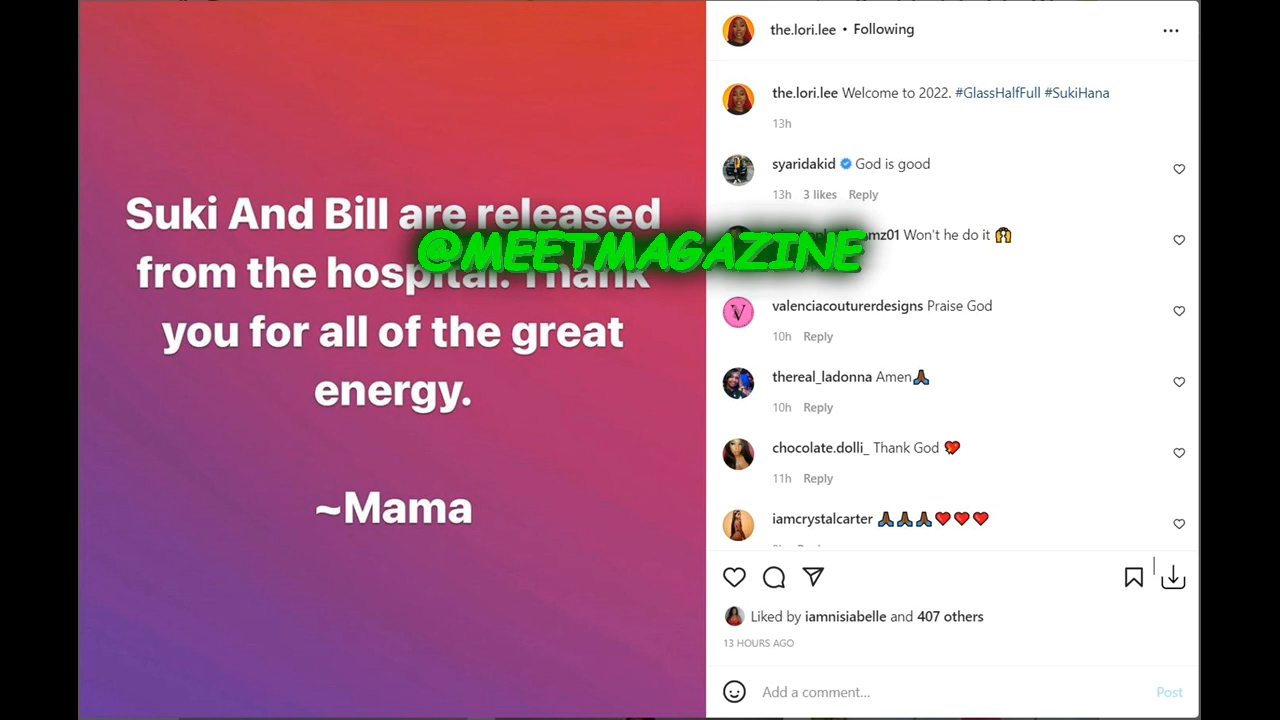 Suki And Bill are released
from the hospital. Thank
you for all of the great
energy.
~Mama
@MEETMAGAZINE
the.lori.lee • Following
the.lori.lee Welcome to 2022. #GlassHalfFull #SukiHana
13h
syaridakid God is good
13h 3 likes Reply
mz01 Won't he do it 🙌
valenciacouturerdesigns Praise God
10h Reply
thereal_ladonna Amen🙏🏾
10h Reply
chocolate.dolli_ Thank God ❤️
11h Reply
iamcrystalcarter 🙏🏾🙏🏾🙏🏾❤️❤️❤️
Liked by iamnisiabelle and 407 others
13 HOURS AGO
Add a comment... Post